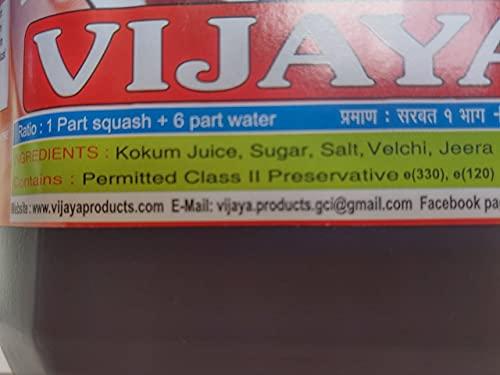 VIJAYA
Ratio : 1 Part squash + 6 part water प्रमाण : सरबत १ भाग
INGREDIENTS : Kokum Juice, Sugar, Salt, Velchi, Jeera
Contains : Permitted Class II Preservative e(330), e(120)
Website : www.vijayaproducts.com E-Mail: vijaya.products.gci@gmail.com Facebook pa